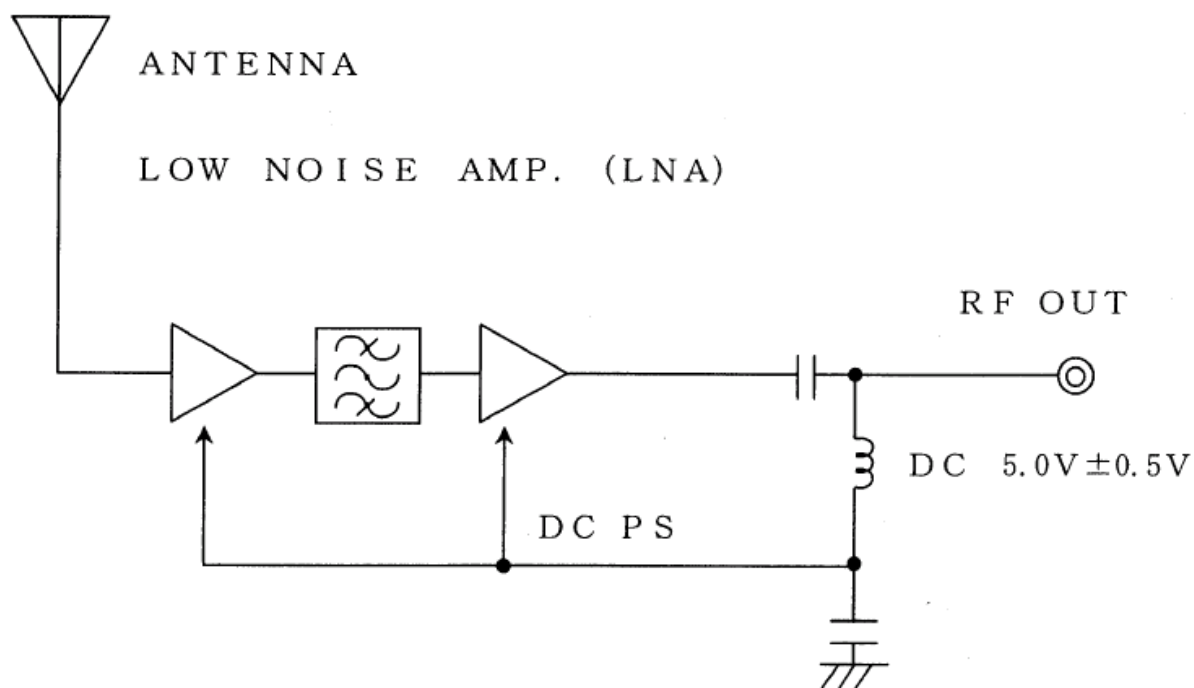 ANTENNA
LOW NOISE AMP. (LNA)
RF OUT
DC 5.0V±0.5V
DC PS